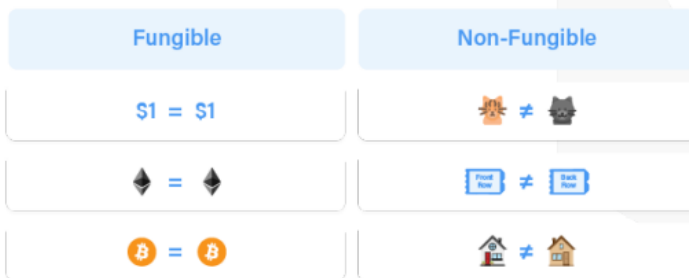 Fungible
Non-Fungible
$1 = $1
≠
=
Front Row ≠ Back Row
=
≠